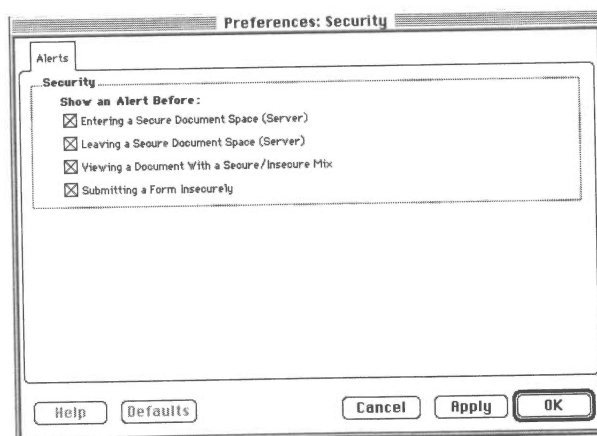 Preferences: Security
Alerts
Security
Show an Alert Before:
Entering a Secure Document Space (Server)
Leaving a Secure Document Space (Server)
Viewing a Document With a Secure/Insecure Mix
Submitting a Form Insecurely
Help
Defaults
Cancel
Apply
OK